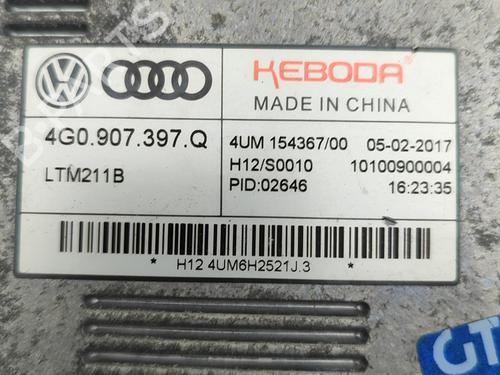 KEBODA
MADE IN CHINA
4G0.907.397.Q
LTM211B
4UM 154367/00 05-02-2017
H12/S0010 10100900004
PID:02646 16:23:35
* H12 4UM6H2521J.3 *
GT